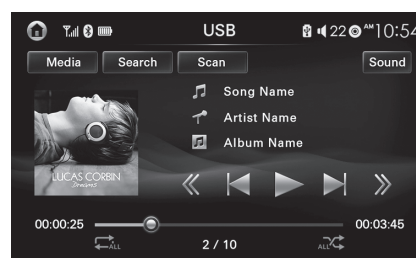 USB
22
AM 10:54
Media
Search
Scan
Sound
Song Name
Artist Name
Album Name
LUCAS CORBIN
Dreams
00:00:25
00:03:45
ALL
2 / 10
ALL